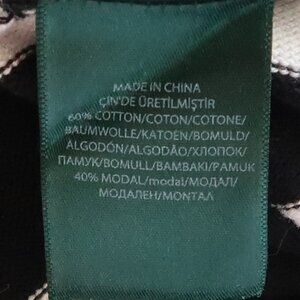 MADE IN CHINA
ÇİN'DE ÜRETİLMİŞTİR
60% COTTON/COTON/COTONE/
BAUMWOLLE/KATOEN/BOMULD/
ALGODÓN/ALGODÃO/ХЛОПОК/
ПАМУК/BOMULL/BAMBAKI/PAMUK
40% MODAL/modal/МОДАЛ/
МОДАЛЕН/ΜΟΝΤΑΛ